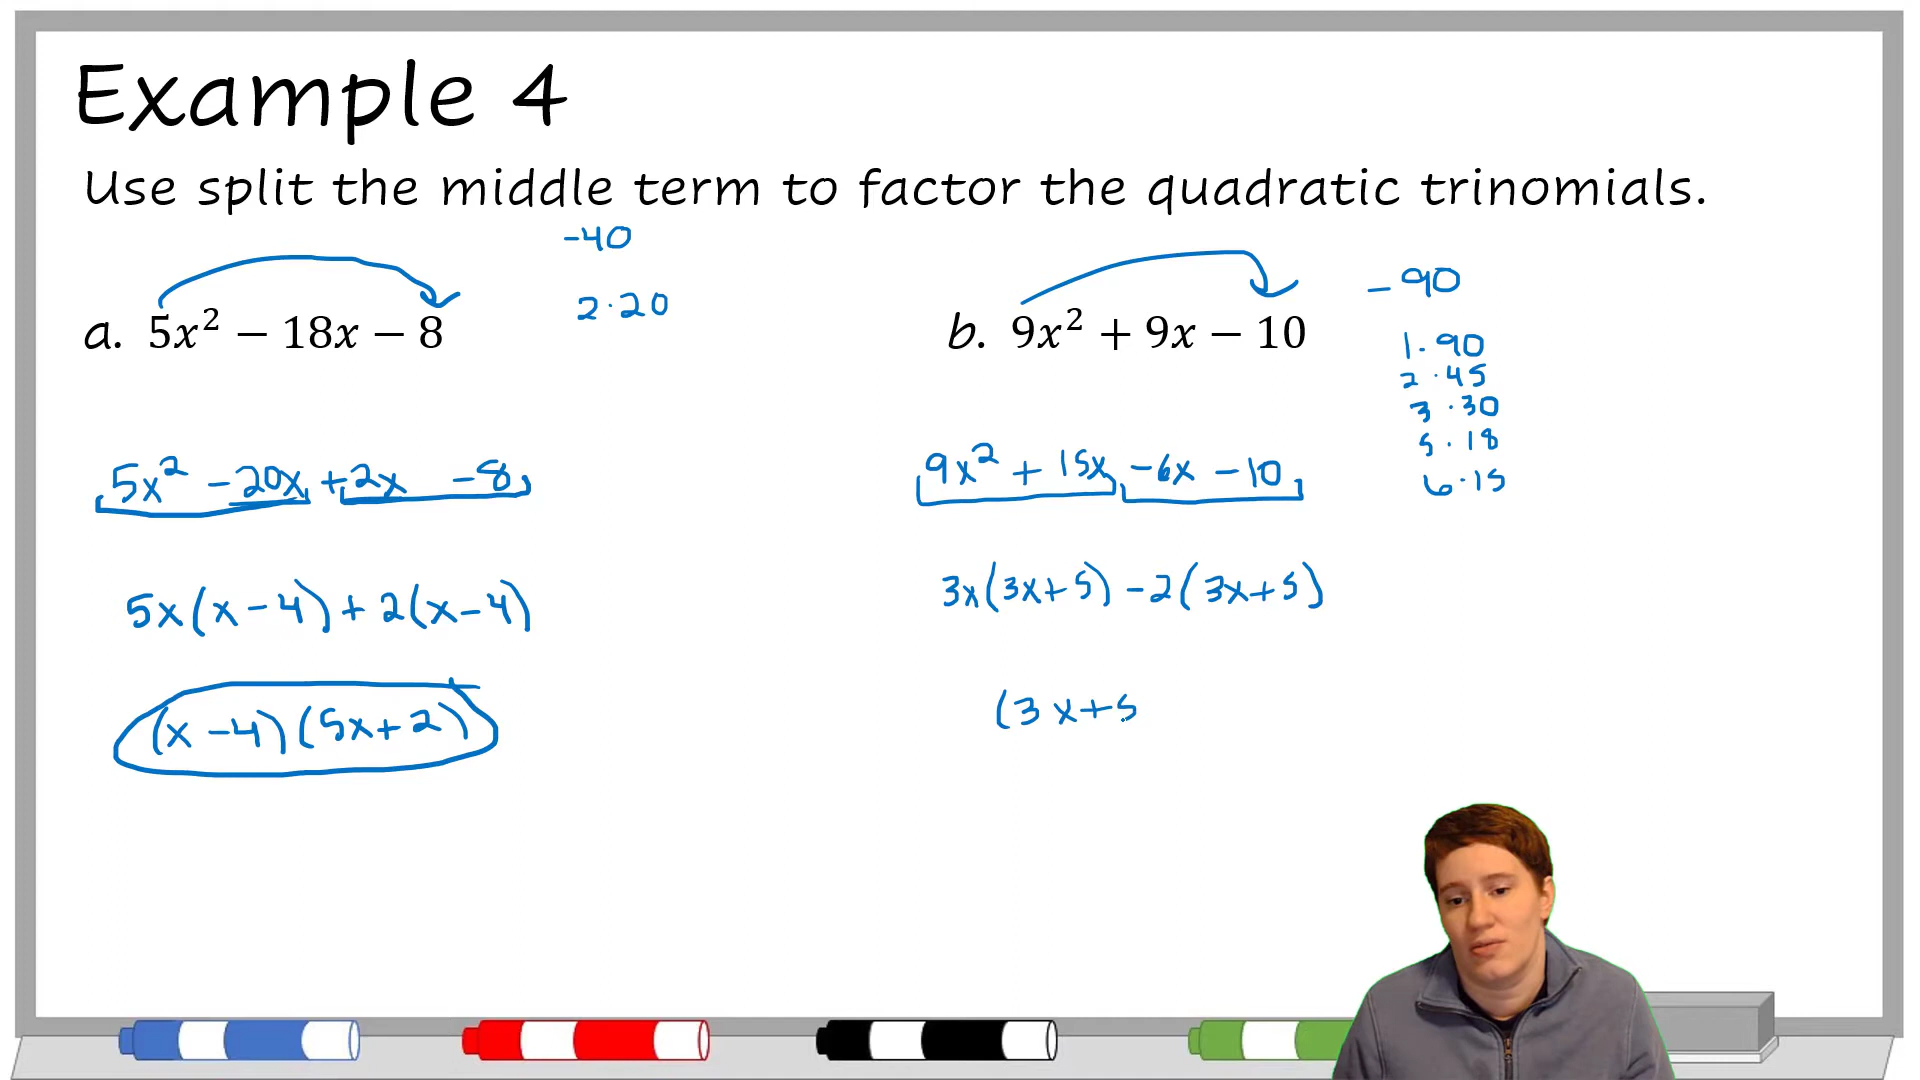 Example 4
Use split the middle term to factor the quadratic trinomials.
-40
2·20
a. 5x² − 18x − 8
5x² -20x +2x -8
5x(x-4)+2(x-4)
(x-4)(5x+2)
b. 9x² + 9x − 10
-90
1·90
2·45
3·30
5·18
6·15
9x² + 15x -6x -10
3x(3x+5)-2(3x+5)
(3x+5